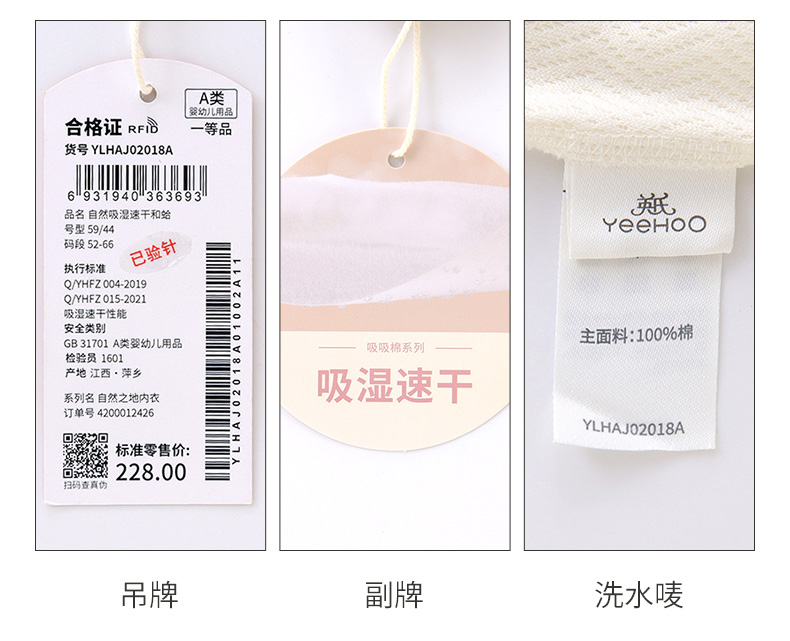 A类
婴幼儿用品
合格证 RFID
一等品
货号 YLHAJ02018A
6 931940 363693
品名 自然吸湿速干和蛤
号型 59/44
码段 52-66
已验针
执行标准
Q/YHFZ 004-2019
Q/YHFZ 015-2021
吸湿速干性能
安全类别
GB 31701 A类婴幼儿用品
检验员 1601
产地 江西·萍乡
系列名 自然之地内衣
订单号 4200012426
标准零售价:
228.00
扫码查真伪
YLHAJ02018A01002A11
吸吸棉系列
吸湿速干
英氏
YeeHoO
主面料:100%棉
YLHAJ02018A
吊牌
副牌
洗水唛